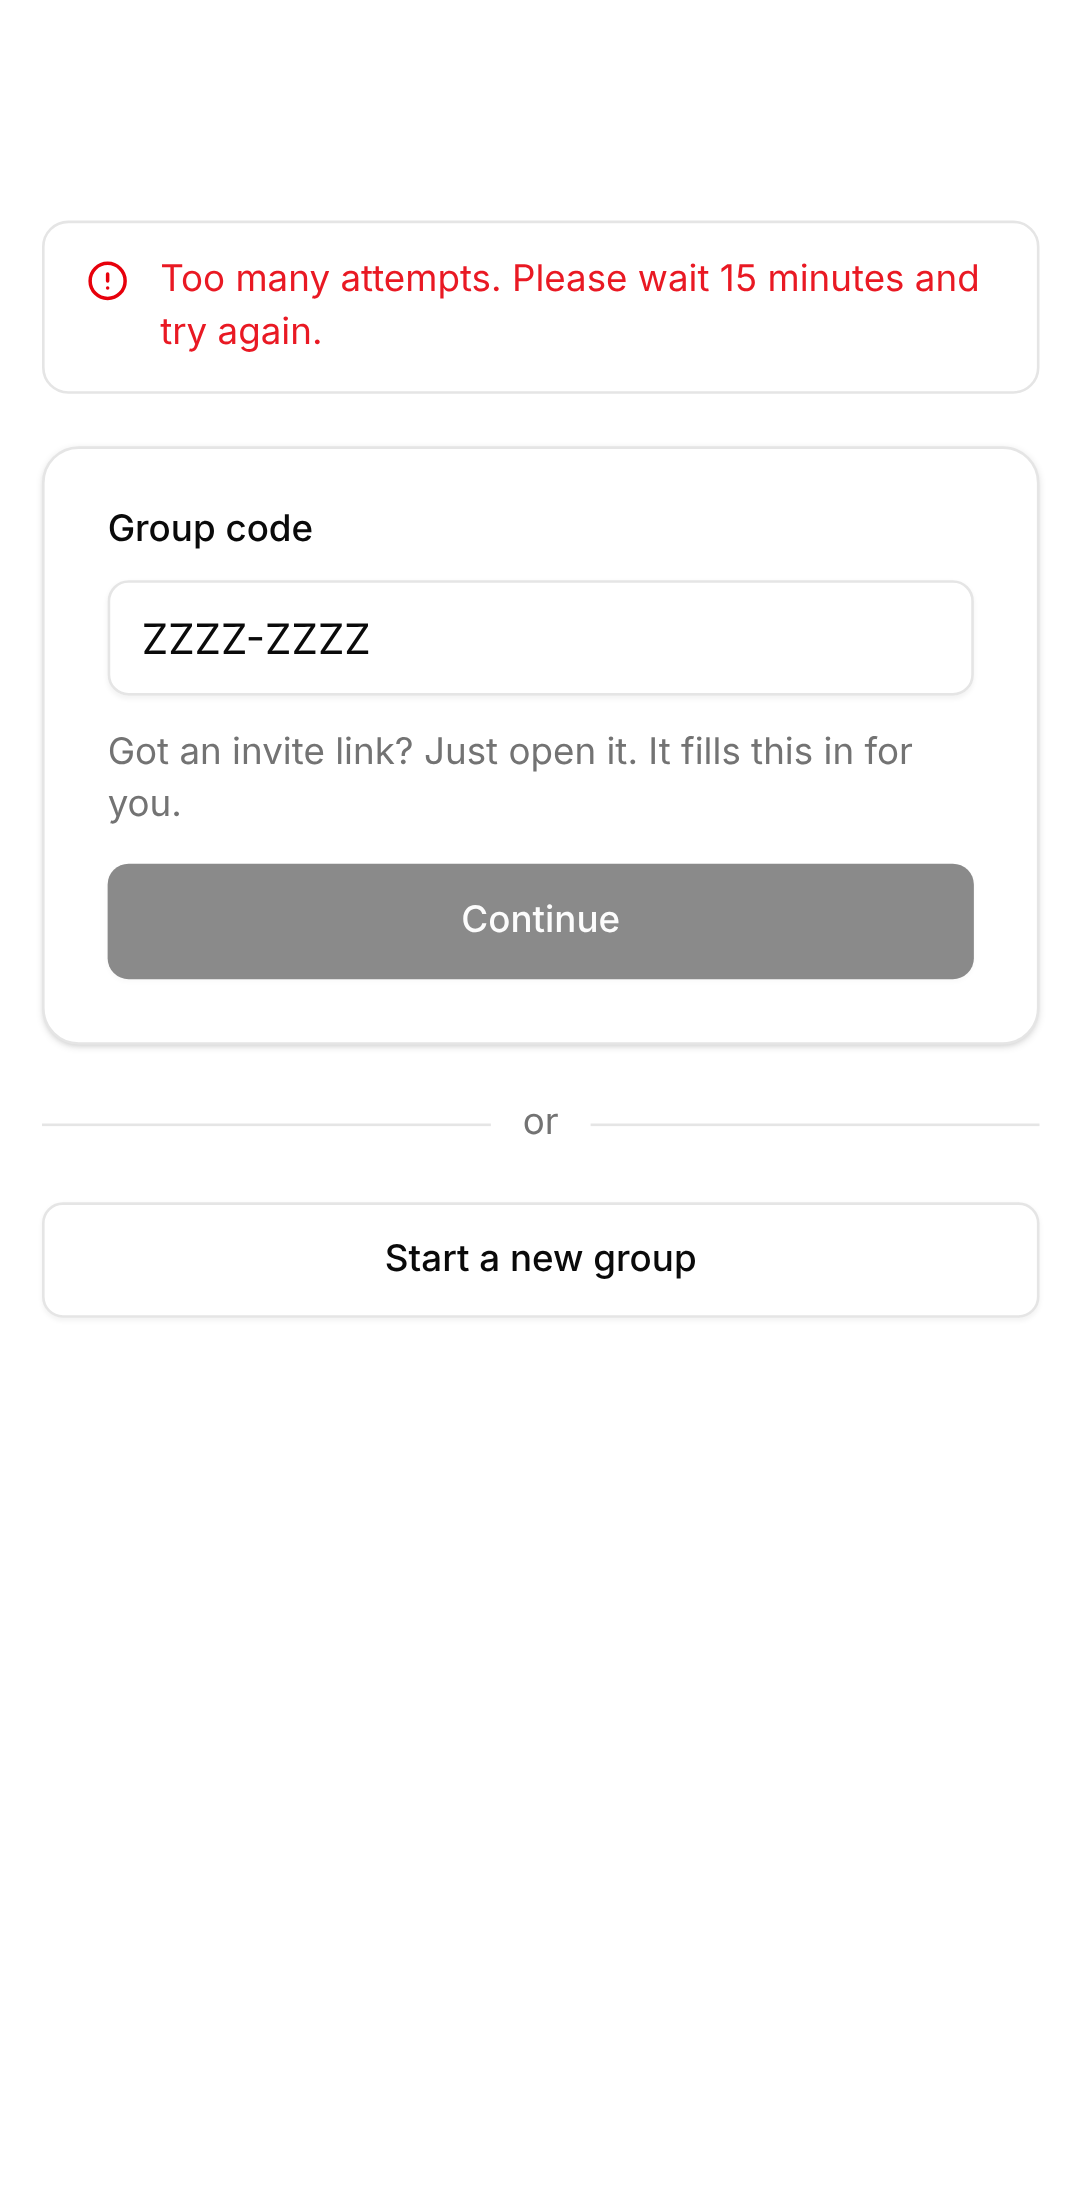 Too many attempts. Please wait 15 minutes and
try again.
Group code
ZZZZ-ZZZZ
Got an invite link? Just open it. It fills this in for
you.
Continue
or
Start a new group